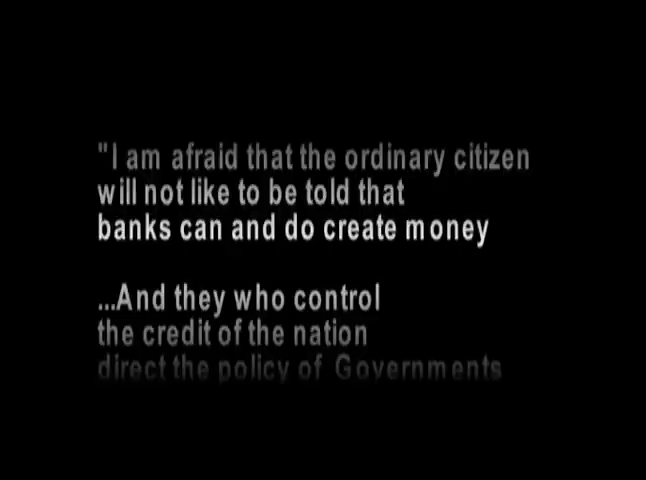 "I am afraid that the ordinary citizen
will not like to be told that
banks can and do create money
...And they who control
the credit of the nation
direct the policy of Governments